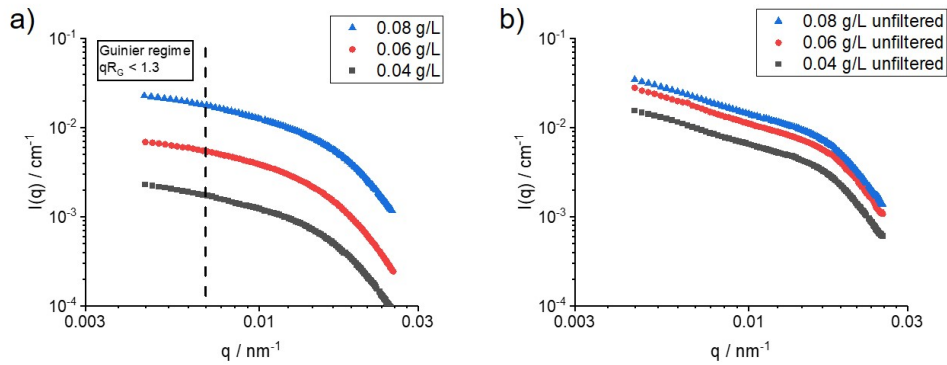 a)
0.08 g/L
0.06 g/L
0.04 g/L
Guinier regime
qR_G < 1.3
10^-1
10^-2
10^-3
10^-4
I(q) / cm^-1
0.003
0.01
0.03
q / nm^-1
b)
0.08 g/L unfiltered
0.06 g/L unfiltered
0.04 g/L unfiltered
10^-1
10^-2
10^-3
10^-4
I(q) / cm^-1
0.003
0.01
0.03
q / nm^-1